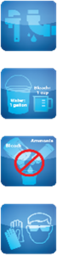 Bleach:
1 cup
Water:
1 gallon
Ammonia
Bleach